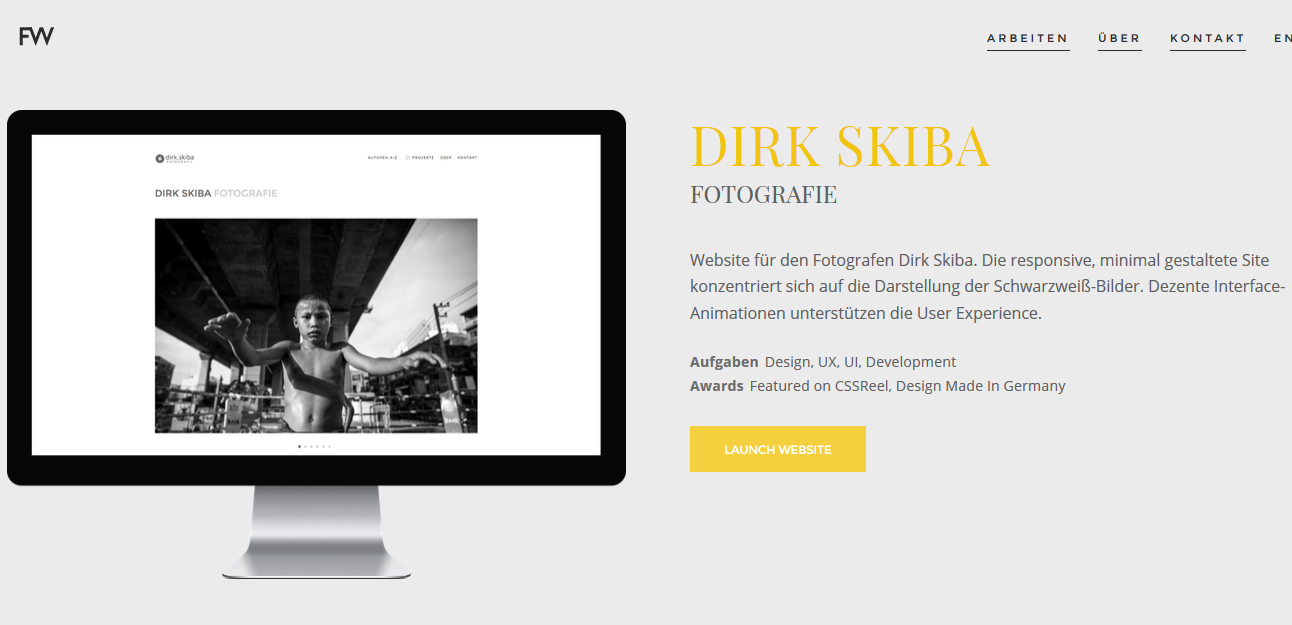 FW
ARBEITEN ÜBER KONTAKT EN
dirk.skiba
FOTOGRAFIE
AUTOREN A-Z PROJEKTE ÜBER KONTAKT
DIRK SKIBA FOTOGRAFIE
DIRK SKIBA
FOTOGRAFIE
Website für den Fotografen Dirk Skiba. Die responsive, minimal gestaltete Site
konzentriert sich auf die Darstellung der Schwarzweiß-Bilder. Dezente Interface-
Animationen unterstützen die User Experience.
Aufgaben Design, UX, UI, Development
Awards Featured on CSSReel, Design Made In Germany
LAUNCH WEBSITE